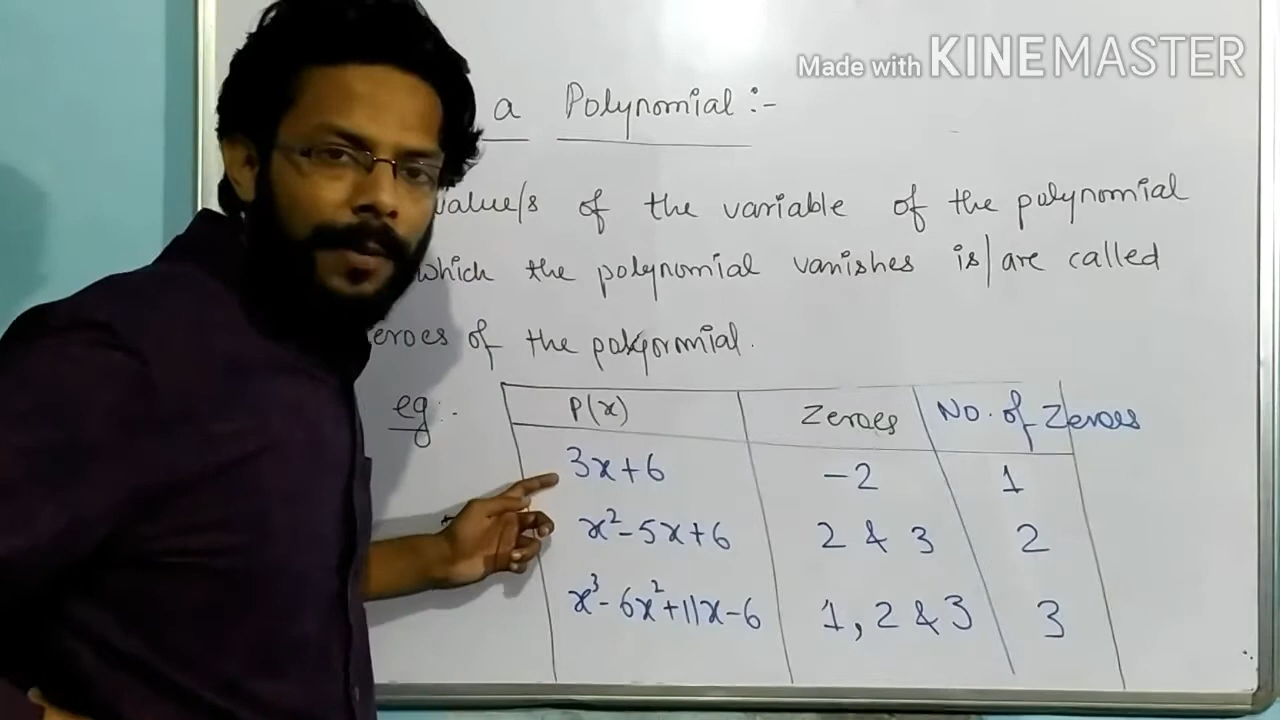 Made with KINEMASTER
a Polynomial :-
value/s of the variable of the polynomial
which the polynomial vanishes is/are called
eroes of the polynomial.
eg:-
P(x) Zeroes No. of Zeroes
3x+6 -2 1
x²-5x+6 2 & 3 2
x³-6x²+11x-6 1, 2 & 3 3